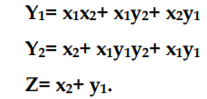 Y₁= x₁x₂+ x₁y₂+ x₂y₁
Y₂= x₂+ x₁y₁y₂+ x₁y₁
Z= x₂+ y₁.